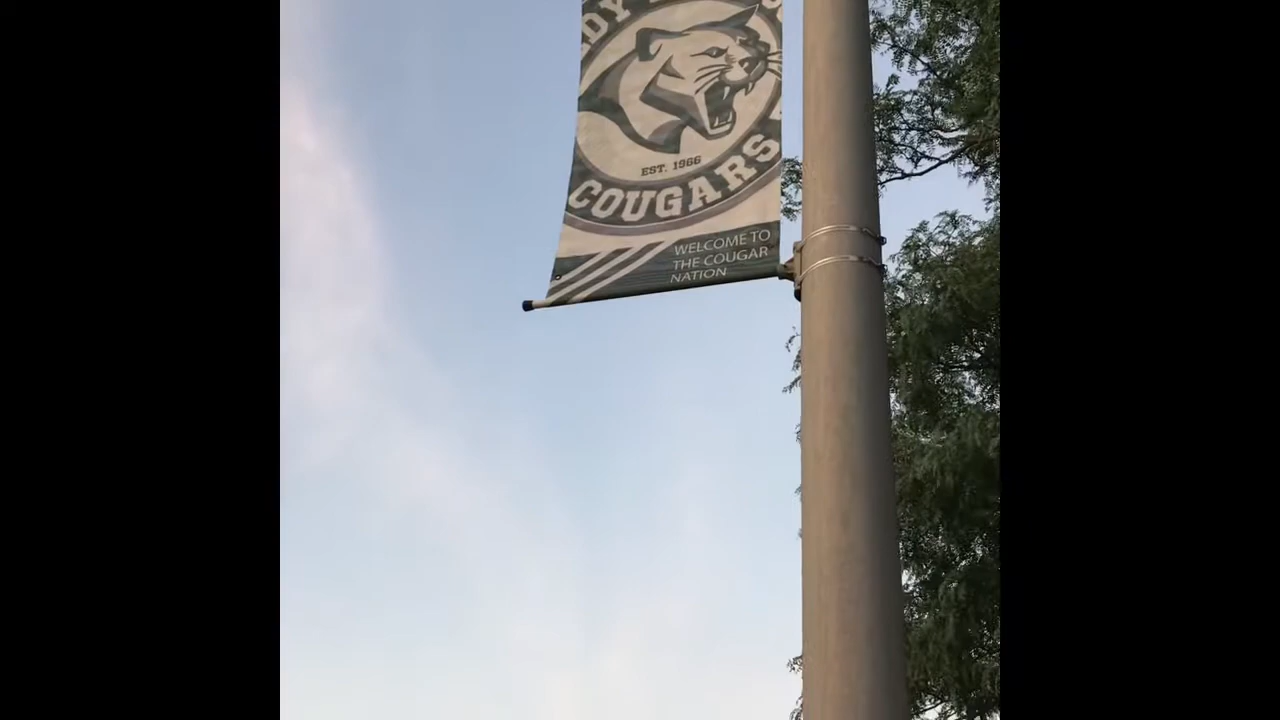 EST. 1966
COUGARS
WELCOME TO
THE COUGAR
NATION